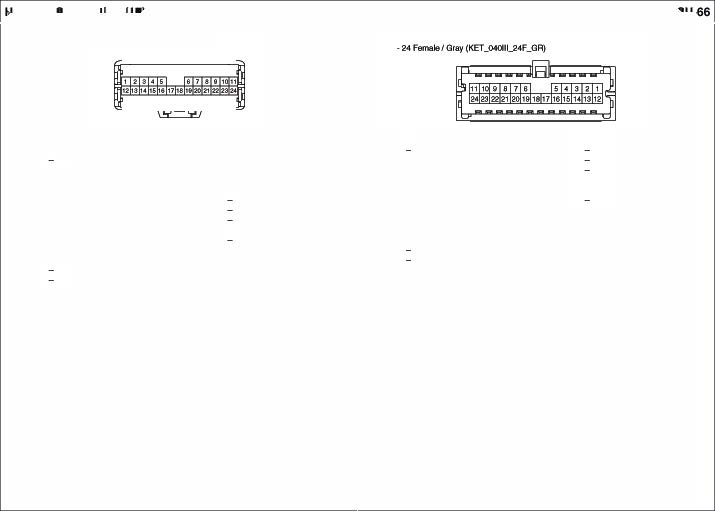 -66
- 24 Female / Gray (KET_040III_24F_GR)
1 2 3 4 5 6 7 8 9 10 11
12 13 14 15 16 17 18 19 20 21 22 23 24
11 10 9 8 7 6 5 4 3 2 1
24 23 22 21 20 19 18 17 16 15 14 13 12